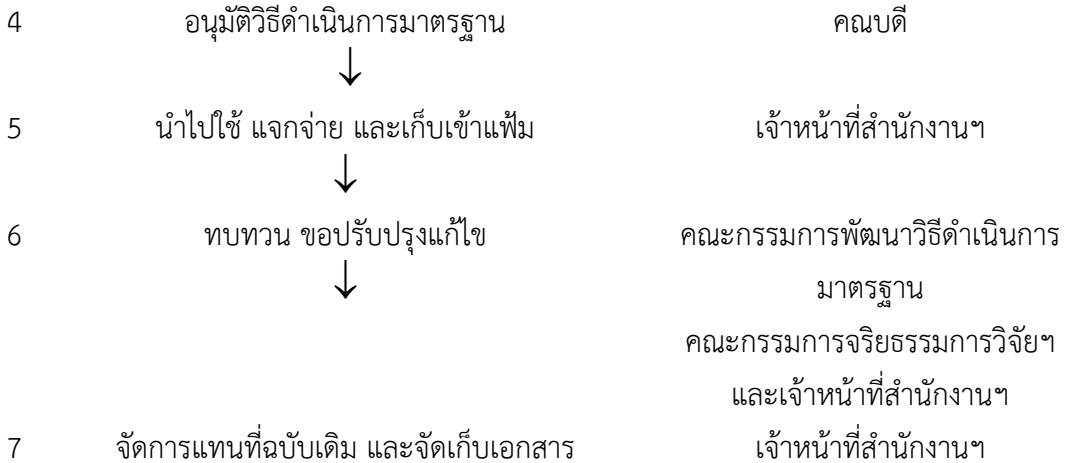 4 อนุมัติวิธีดำเนินการมาตรฐาน คณบดี
↓
5 นำไปใช้ แจกจ่าย และเก็บเข้าแฟ้ม เจ้าหน้าที่สำนักงานฯ
↓
6 ทบทวน ขอปรับปรุงแก้ไข คณะกรรมการพัฒนาวิธีดำเนินการ
↓ มาตรฐาน
คณะกรรมการจริยธรรมการวิจัยฯ
และเจ้าหน้าที่สำนักงานฯ
7 จัดการแทนที่ฉบับเดิม และจัดเก็บเอกสาร เจ้าหน้าที่สำนักงานฯ